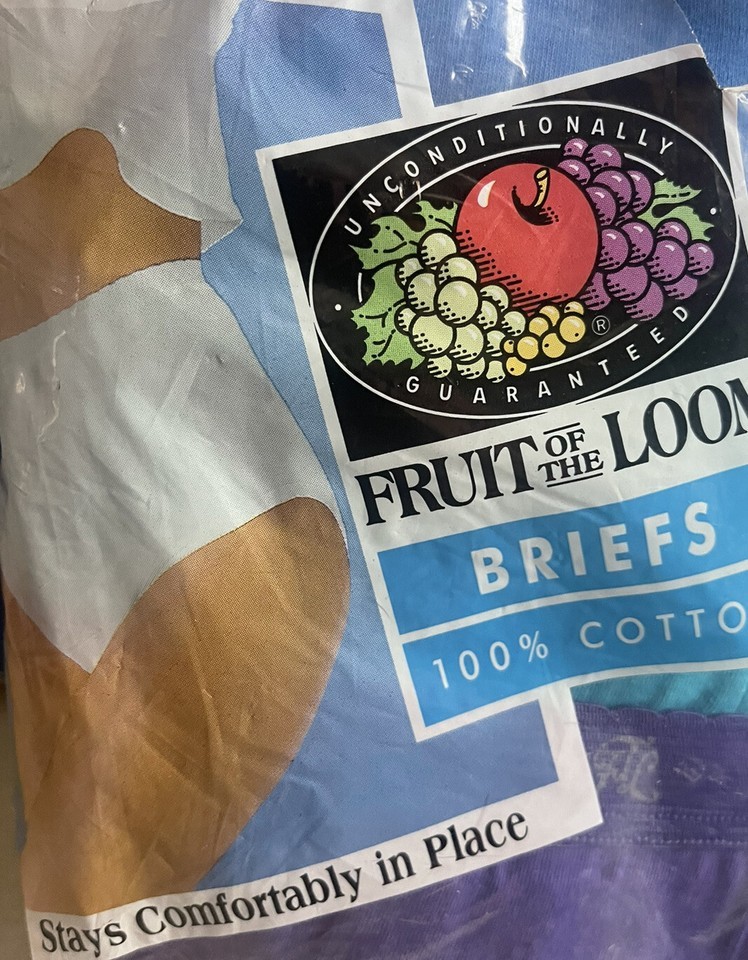 UNCONDITIONALLY
®
GUARANTEED
FRUIT OF THE LOOM
BRIEFS
100% COTTO
Stays Comfortably in Place